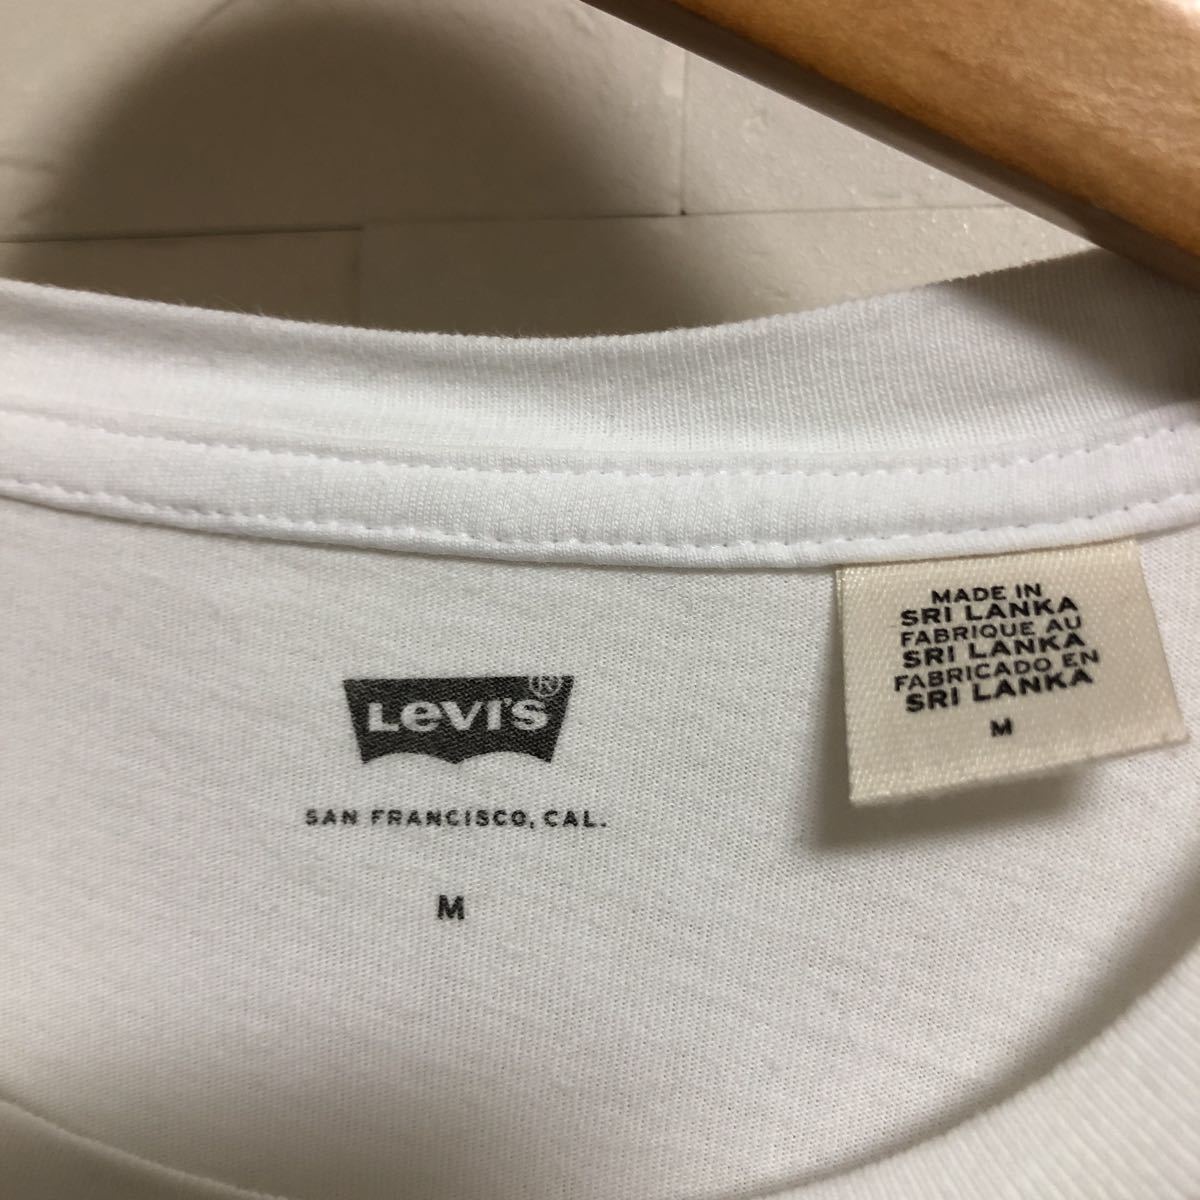 Levi's®
SAN FRANCISCO, CAL.
M
MADE IN
SRI LANKA
FABRIQUE AU
SRI LANKA
FABRICADO EN
SRI LANKA
M